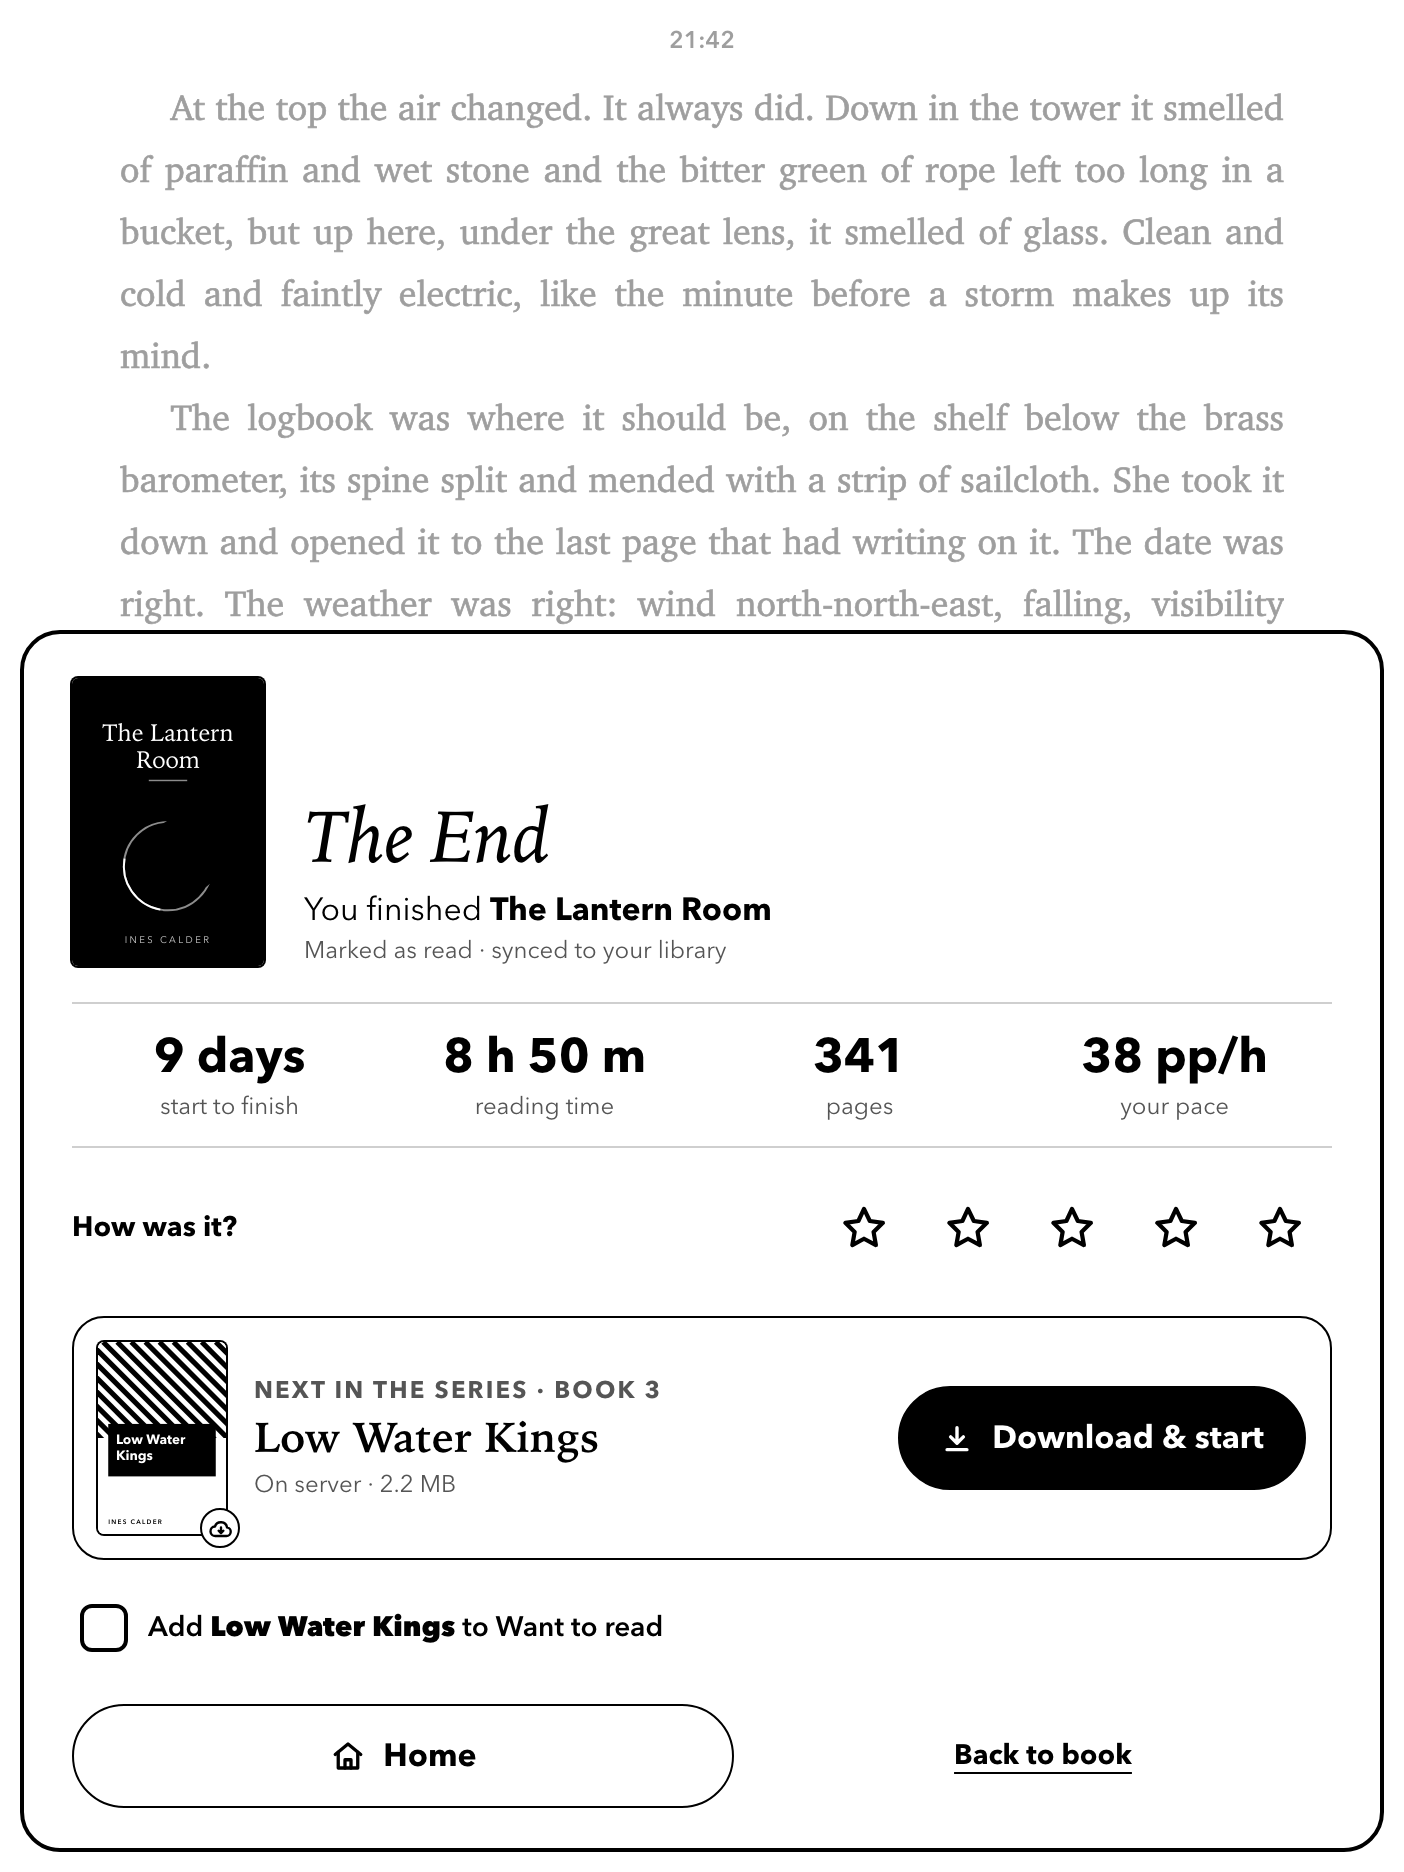 21:42
At the top the air changed. It always did. Down in the tower it smelled
of paraffin and wet stone and the bitter green of rope left too long in a
bucket, but up here, under the great lens, it smelled of glass. Clean and
cold and faintly electric, like the minute before a storm makes up its
mind.
The logbook was where it should be, on the shelf below the brass
barometer, its spine split and mended with a strip of sailcloth. She took it
down and opened it to the last page that had writing on it. The date was
right. The weather was right: wind north-north-east, falling, visibility
The Lantern
Room
INES CALDER
The End
You finished The Lantern Room
Marked as read · synced to your library
9 days
start to finish
8 h 50 m
reading time
341
pages
38 pp/h
your pace
How was it?
Low Water
Kings
INES CALDER
NEXT IN THE SERIES · BOOK 3
Low Water Kings
On server · 2.2 MB
Download & start
Add Low Water Kings to Want to read
Home
Back to book